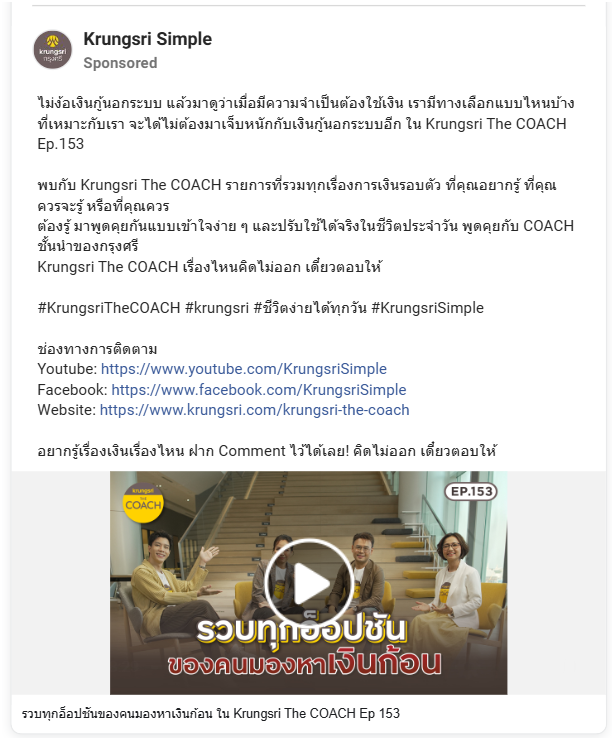 krungsri
กรุงศรี
Krungsri Simple
Sponsored
ไม่ง้อเงินกู้นอกระบบ แล้วมาดูว่าเมื่อมีความจำเป็นต้องใช้เงิน เรามีทางเลือกแบบไหนบ้าง
ที่เหมาะกับเรา จะได้ไม่ต้องมาเจ็บหนักกับเงินกู้นอกระบบอีก ใน Krungsri The COACH
Ep.153
พบกับ Krungsri The COACH รายการที่รวมทุกเรื่องการเงินรอบตัว ที่คุณอยากรู้ ที่คุณ
ควรจะรู้ หรือที่คุณควร
ต้องรู้ มาพูดคุยกันแบบเข้าใจง่าย ๆ และปรับใช้ได้จริงในชีวิตประจำวัน พูดคุยกับ COACH
ชั้นนำของกรุงศรี
Krungsri The COACH เรื่องไหนคิดไม่ออก เดี๋ยวตอบให้
#KrungsriTheCOACH #krungsri #ชีวิตง่ายได้ทุกวัน #KrungsriSimple
ช่องทางการติดตาม
Youtube: https://www.youtube.com/KrungsriSimple
Facebook: https://www.facebook.com/KrungsriSimple
Website: https://www.krungsri.com/krungsri-the-coach
อยากรู้เรื่องเงินเรื่องไหน ฝาก Comment ไว้ได้เลย! คิดไม่ออก เดี๋ยวตอบให้
krungsri
THE
COACH
EP.153
รวบทุกอ็อปชัน
ของคนมองหาเงินก้อน
รวบทุกอ็อปชันของคนมองหาเงินก้อน ใน Krungsri The COACH Ep 153